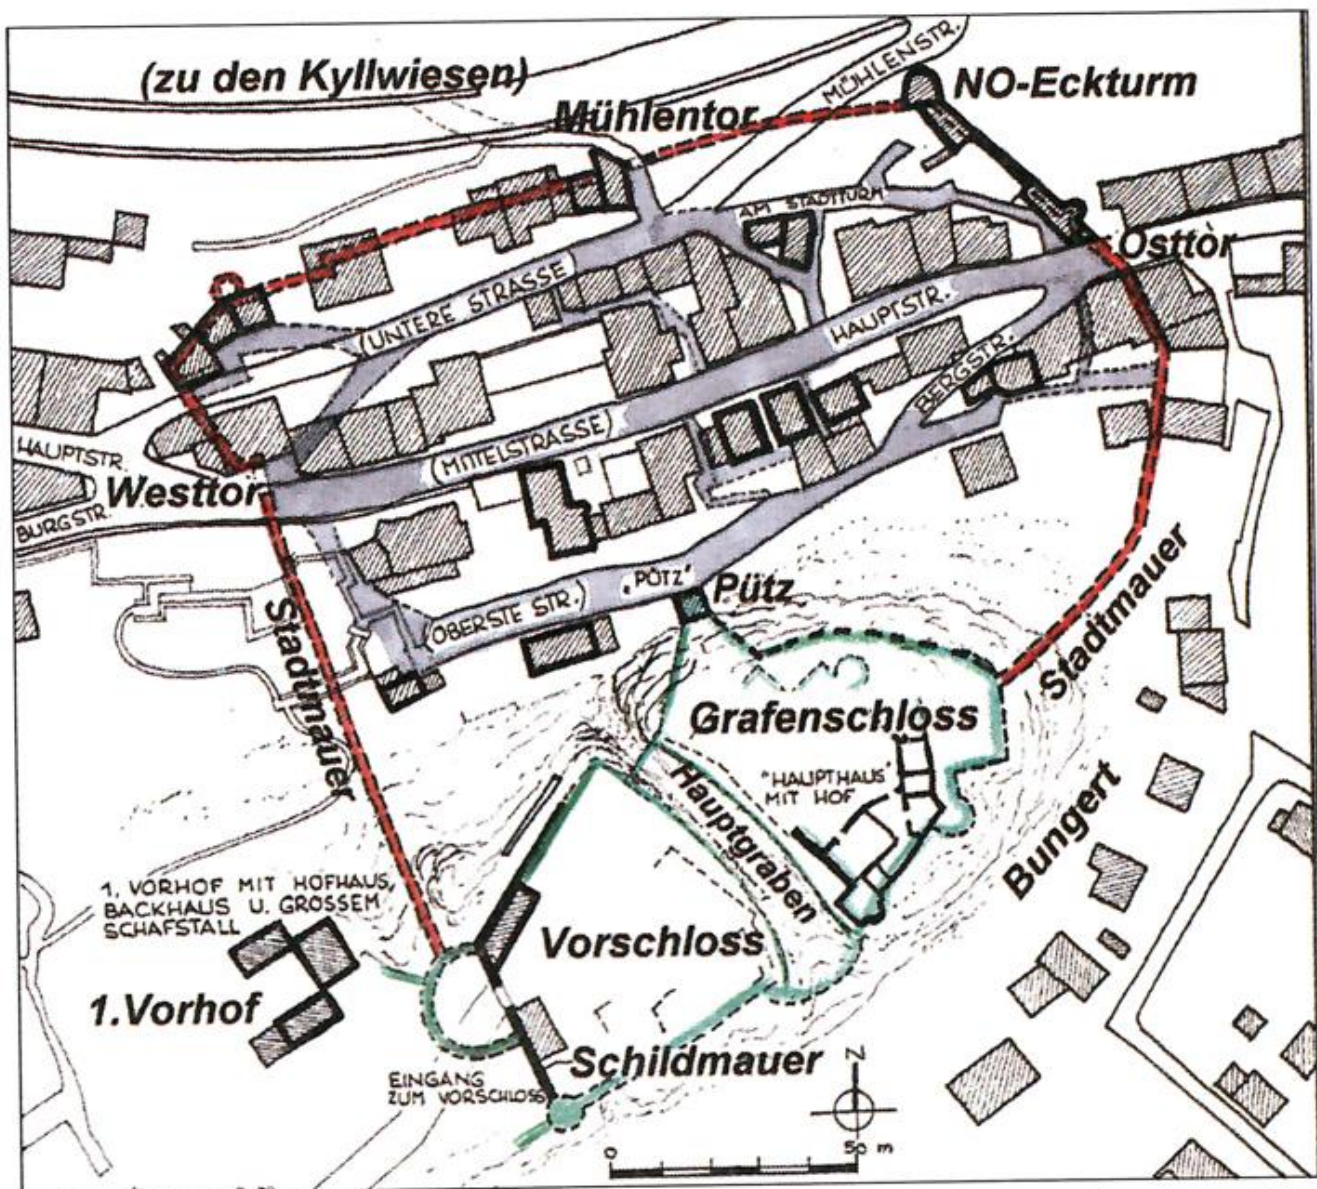 (zu den Kyllwiesen)
MÜHLENSTR.
NO-Eckturm
Mühlentor
AM STADTTURM
Osttor
(UNTERE STRASSE)
HAUPTSTR.
BERGSTR.
HAUPTSTR.
(MITTELSTRASSE)
Westtor
BURGSTR.
Stadtmauer
"PÖTZ"
Pütz
OBERSTE STR.)
Stadtmauer
Grafenschloss
"HAUPTHAUS"
MIT HOF
Hauptgraben
Bungert
1. VORHOF MIT HOFHAUS,
BACKHAUS U. GROSSEM
SCHAFSTALL
Vorschloss
1.Vorhof
Schildmauer
EINGANG
ZUM VORSCHLOSS
N
0
50 m